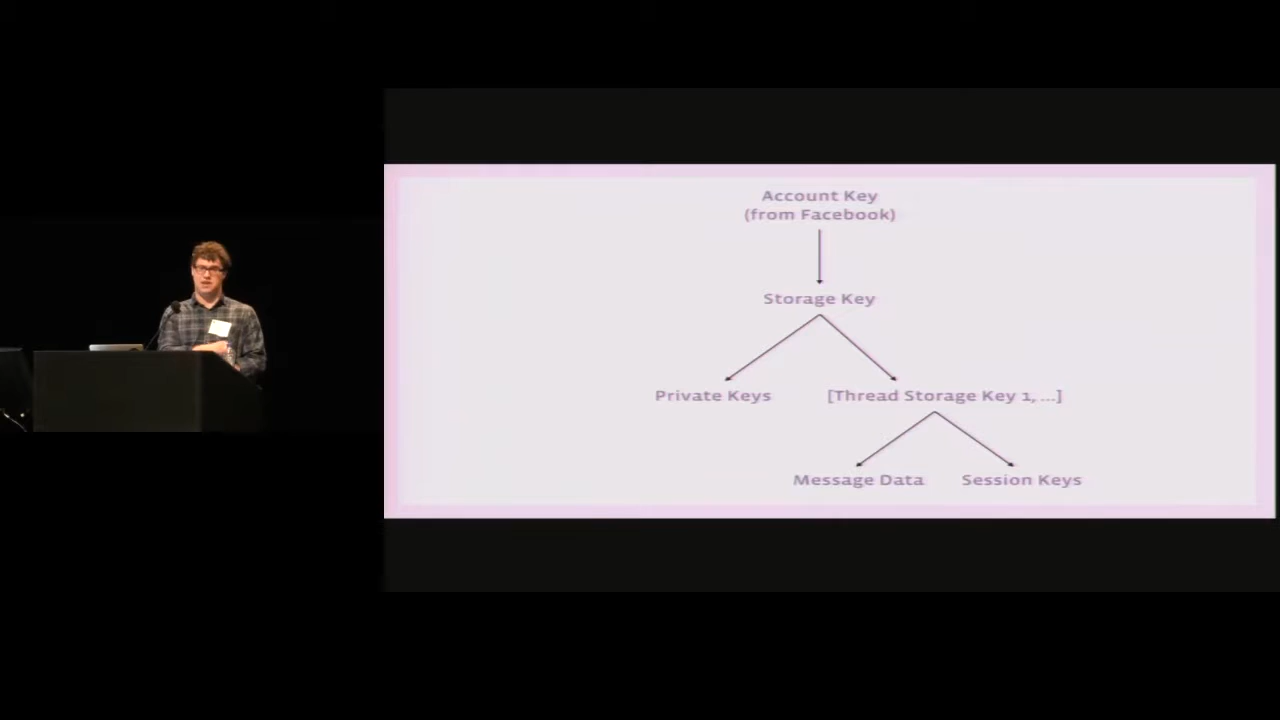 Account Key
(from Facebook)
Storage Key
Private Keys
[Thread Storage Key 1, ...]
Message Data
Session Keys